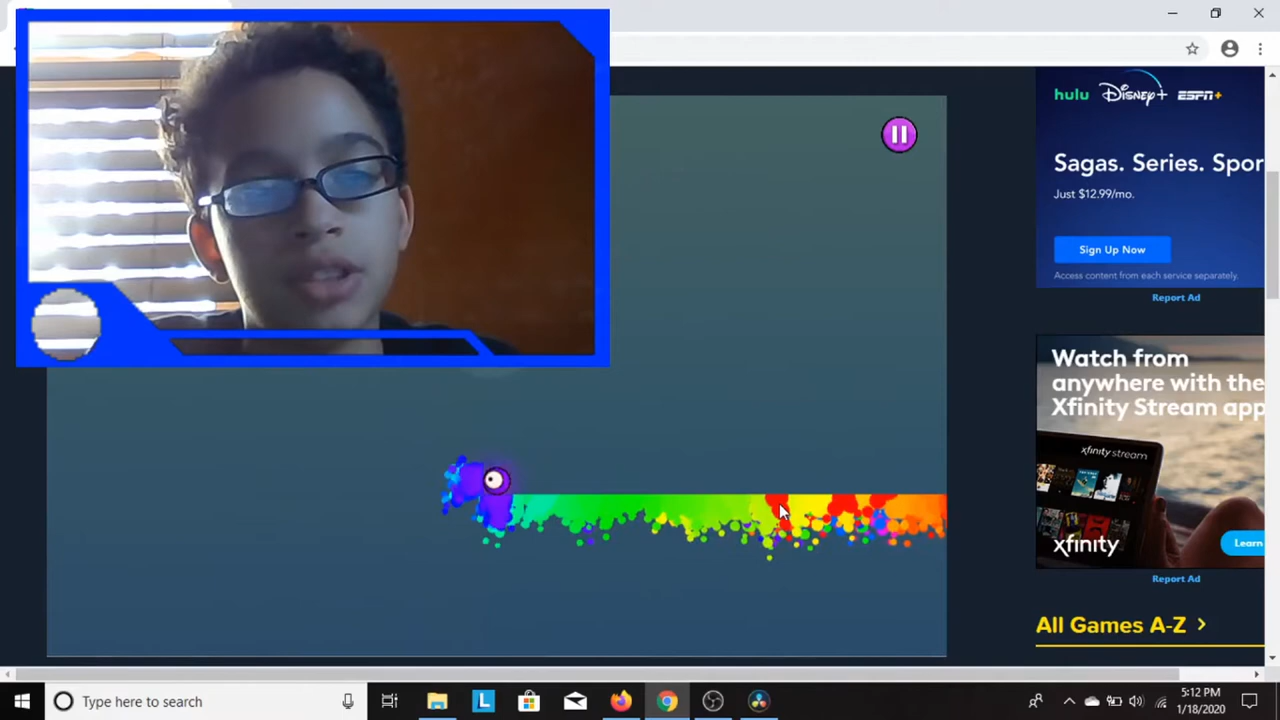 hulu Disney+ ESPN+
Sagas. Series. Spor
Just $12.99/mo.
Sign Up Now
Access content from each service separately.
Report Ad
Watch from
anywhere with the
Xfinity Stream app
xfinity stream
xfinity
Learn
Report Ad
All Games A-Z >
Type here to search
L
5:12 PM
1/18/2020